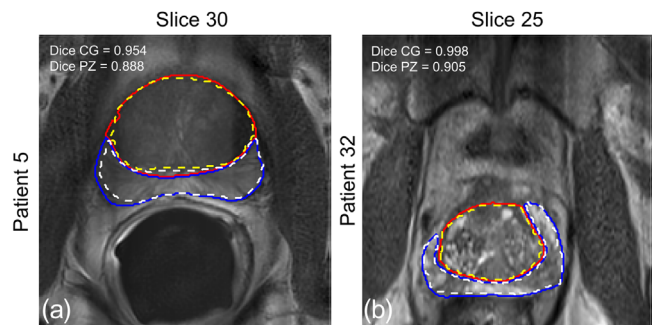 Slice 30
Slice 25
Patient 5
Dice CG = 0.954
Dice PZ = 0.888
(a)
Patient 32
Dice CG = 0.998
Dice PZ = 0.905
(b)